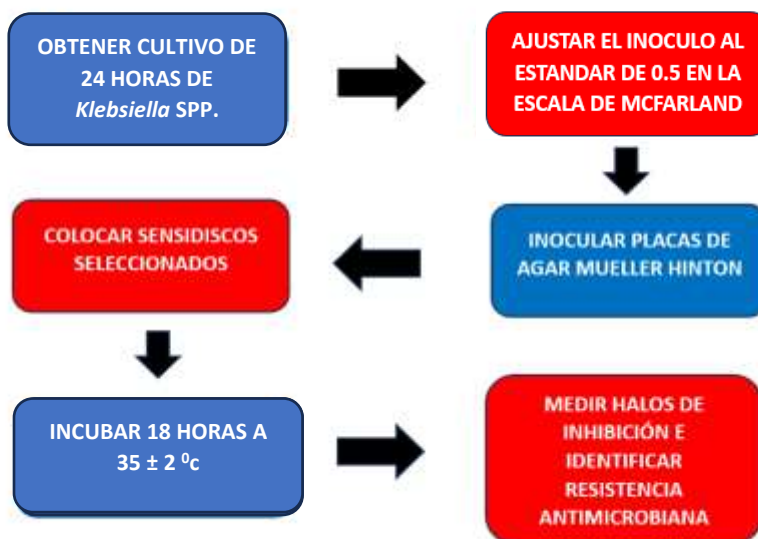 OBTENER CULTIVO DE
24 HORAS DE
Klebsiella SPP.
AJUSTAR EL INOCULO AL
ESTANDAR DE 0.5 EN LA
ESCALA DE MCFARLAND
INOCULAR PLACAS DE
AGAR MUELLER HINTON
COLOCAR SENSIDISCOS
SELECCIONADOS
INCUBAR 18 HORAS A
35 ± 2 ⁰c
MEDIR HALOS DE
INHIBICIÓN E
IDENTIFICAR
RESISTENCIA
ANTIMICROBIANA